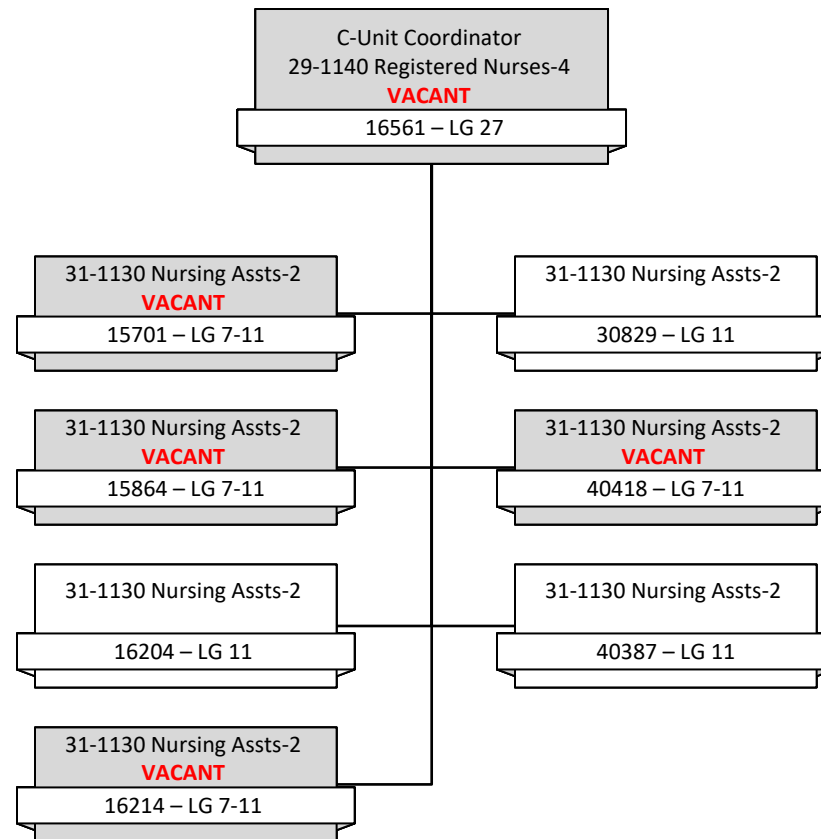 C-Unit Coordinator
29-1140 Registered Nurses-4
VACANT
16561 – LG 27
31-1130 Nursing Assts-2
VACANT
15701 – LG 7-11
31-1130 Nursing Assts-2
30829 – LG 11
31-1130 Nursing Assts-2
VACANT
15864 – LG 7-11
31-1130 Nursing Assts-2
VACANT
40418 – LG 7-11
31-1130 Nursing Assts-2
16204 – LG 11
31-1130 Nursing Assts-2
40387 – LG 11
31-1130 Nursing Assts-2
VACANT
16214 – LG 7-11